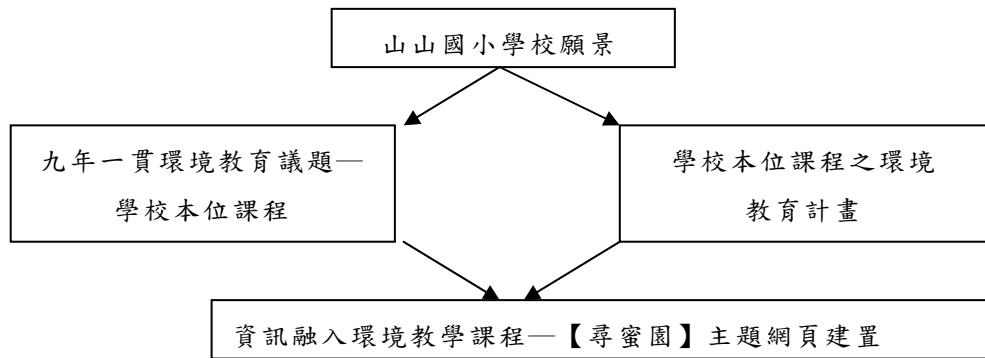 山山國小學校願景
九年一貫環境教育議題—
學校本位課程
學校本位課程之環境
教育計畫
資訊融入環境教學課程—【尋蜜園】主題網頁建置